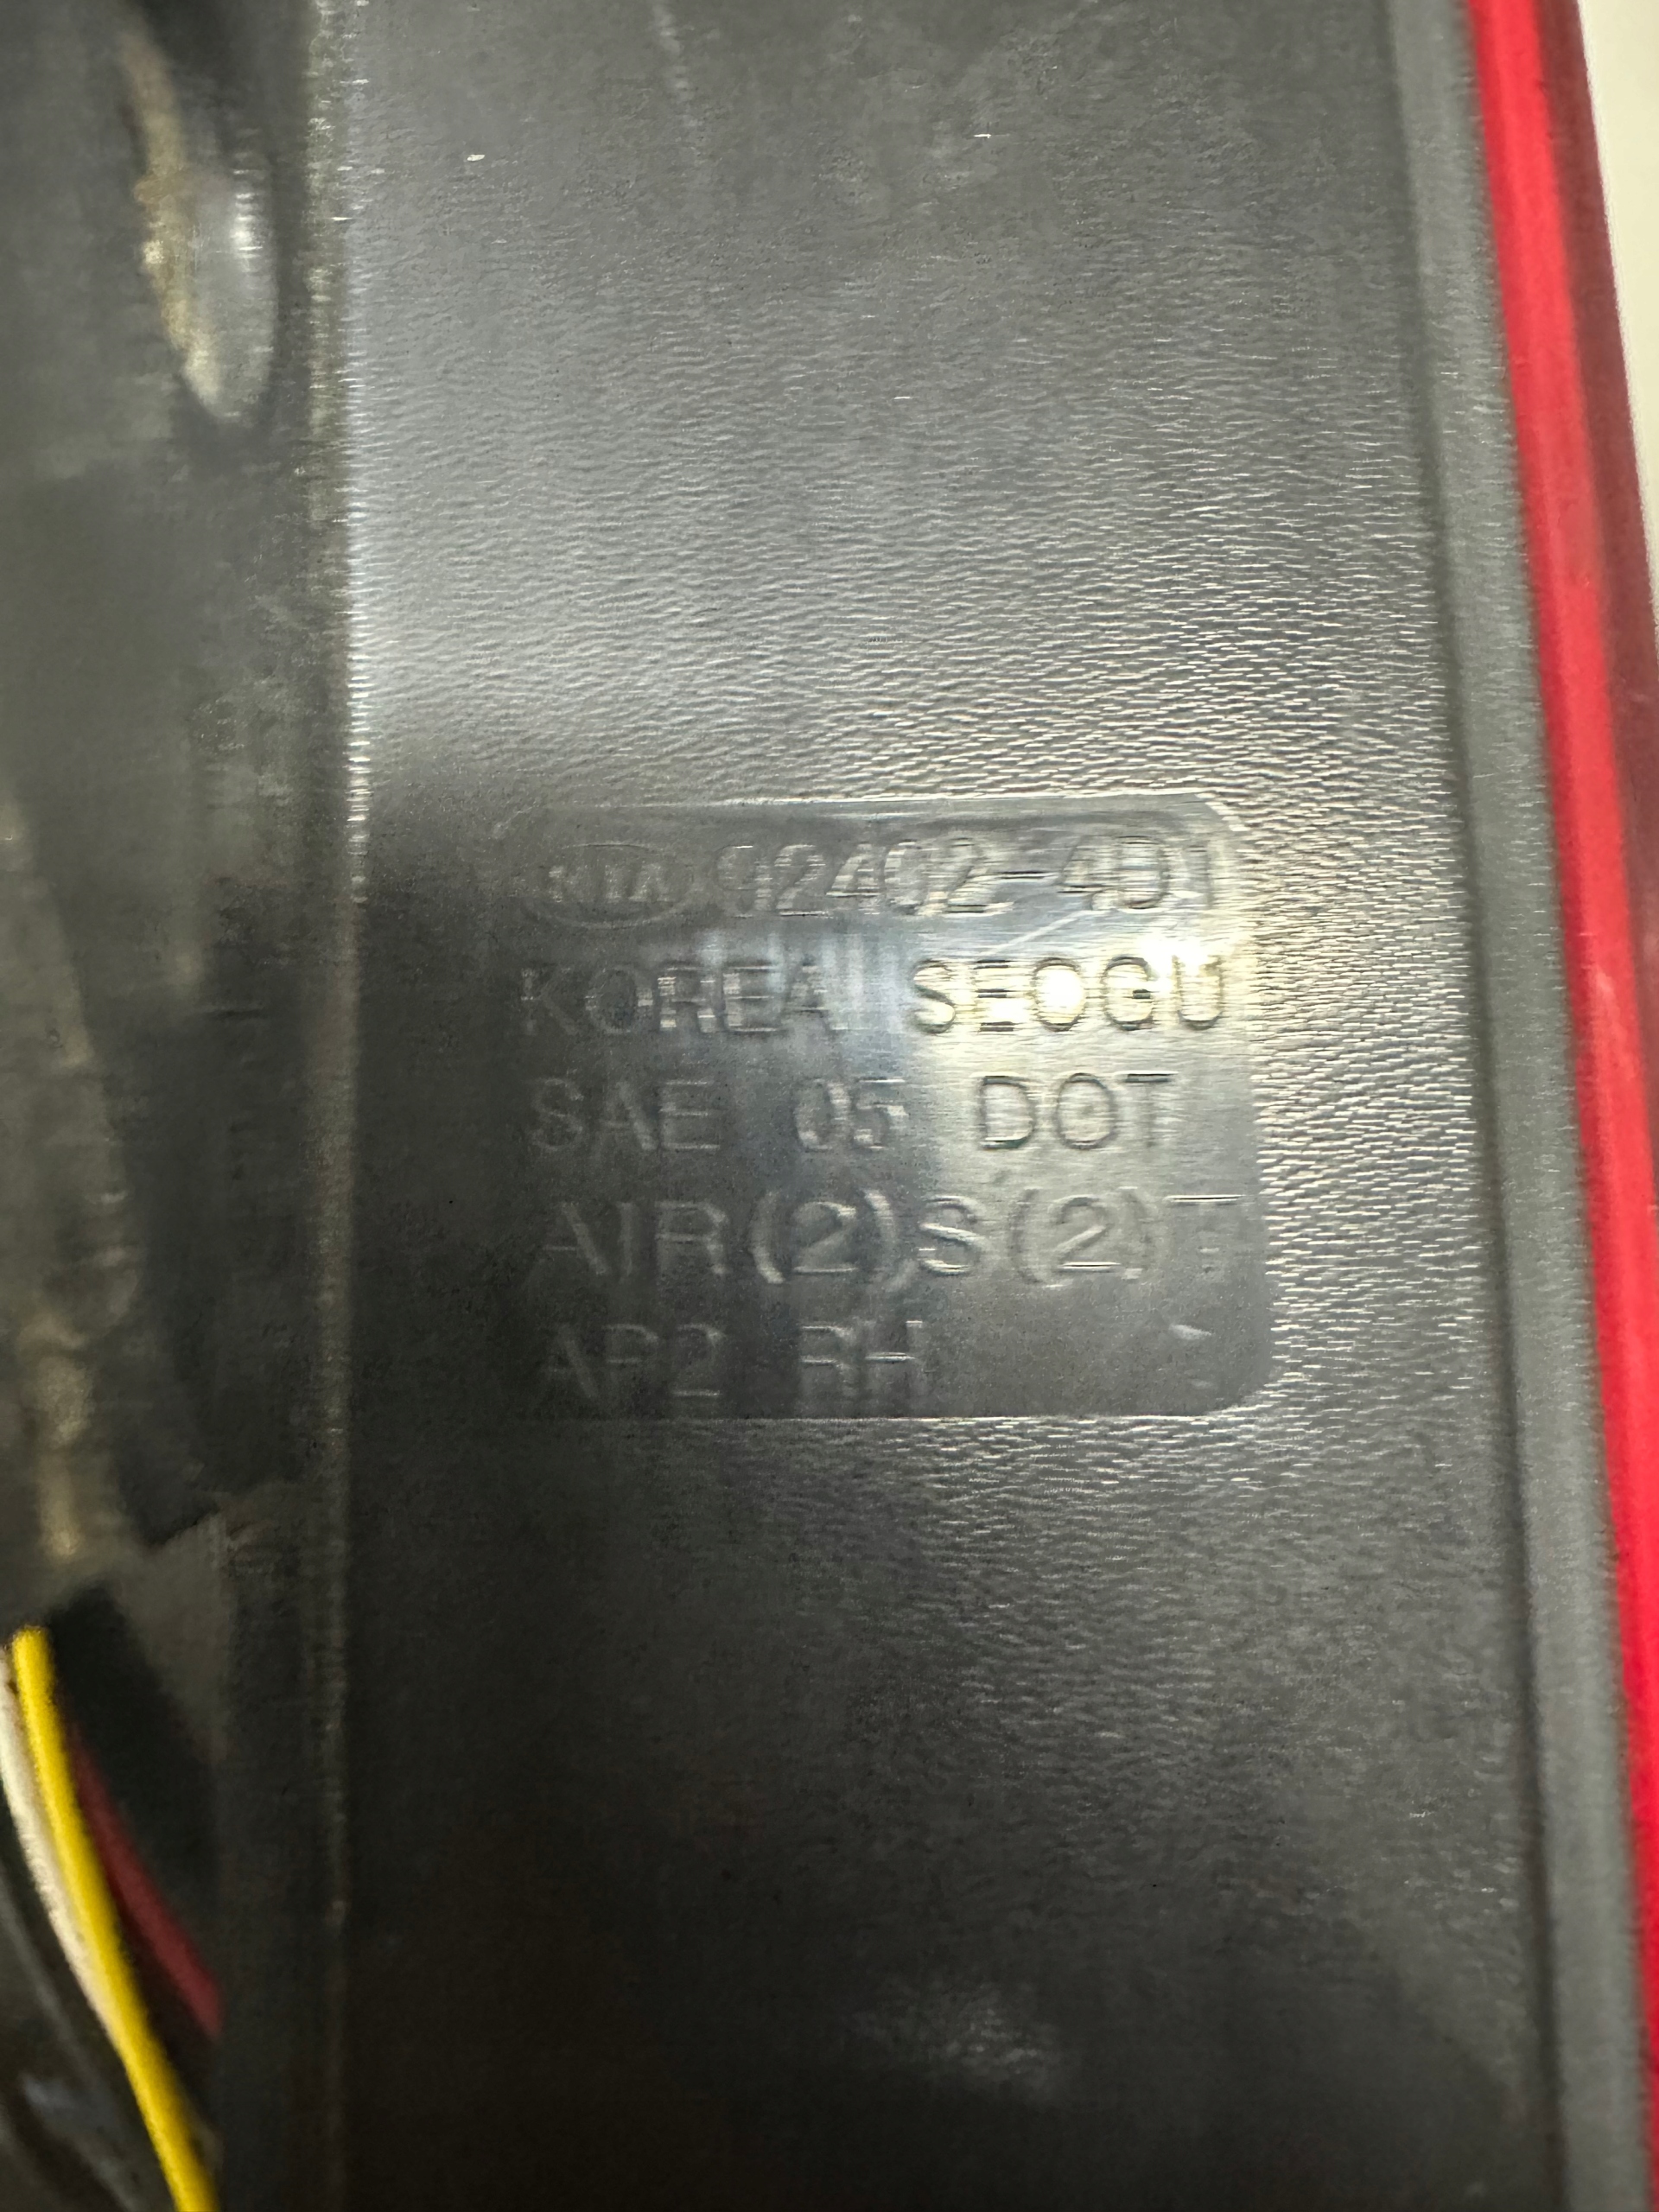 KIA 92402-4D1
KOREA SEOGU
SAE 05 DOT
AIR(2)S(2)T
AP2 RH